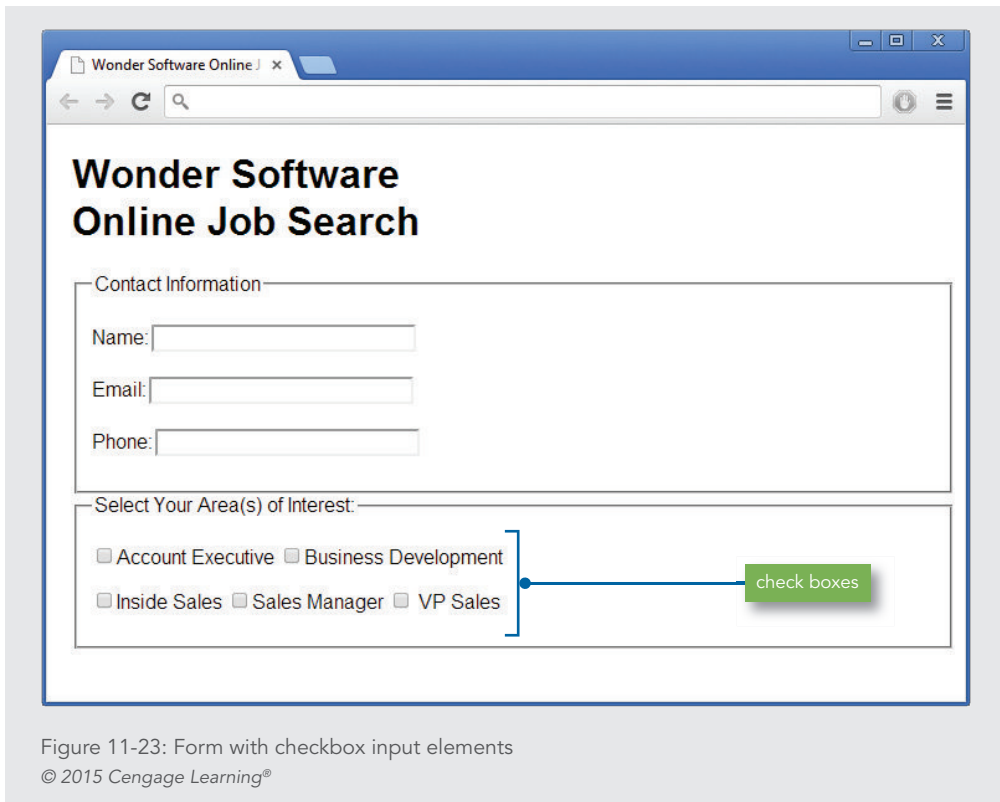 Wonder Software Online J
Wonder Software
Online Job Search
Contact Information
Name:
Email:
Phone:
Select Your Area(s) of Interest:
Account Executive Business Development
Inside Sales Sales Manager VP Sales
check boxes
Figure 11-23: Form with checkbox input elements
© 2015 Cengage Learning®